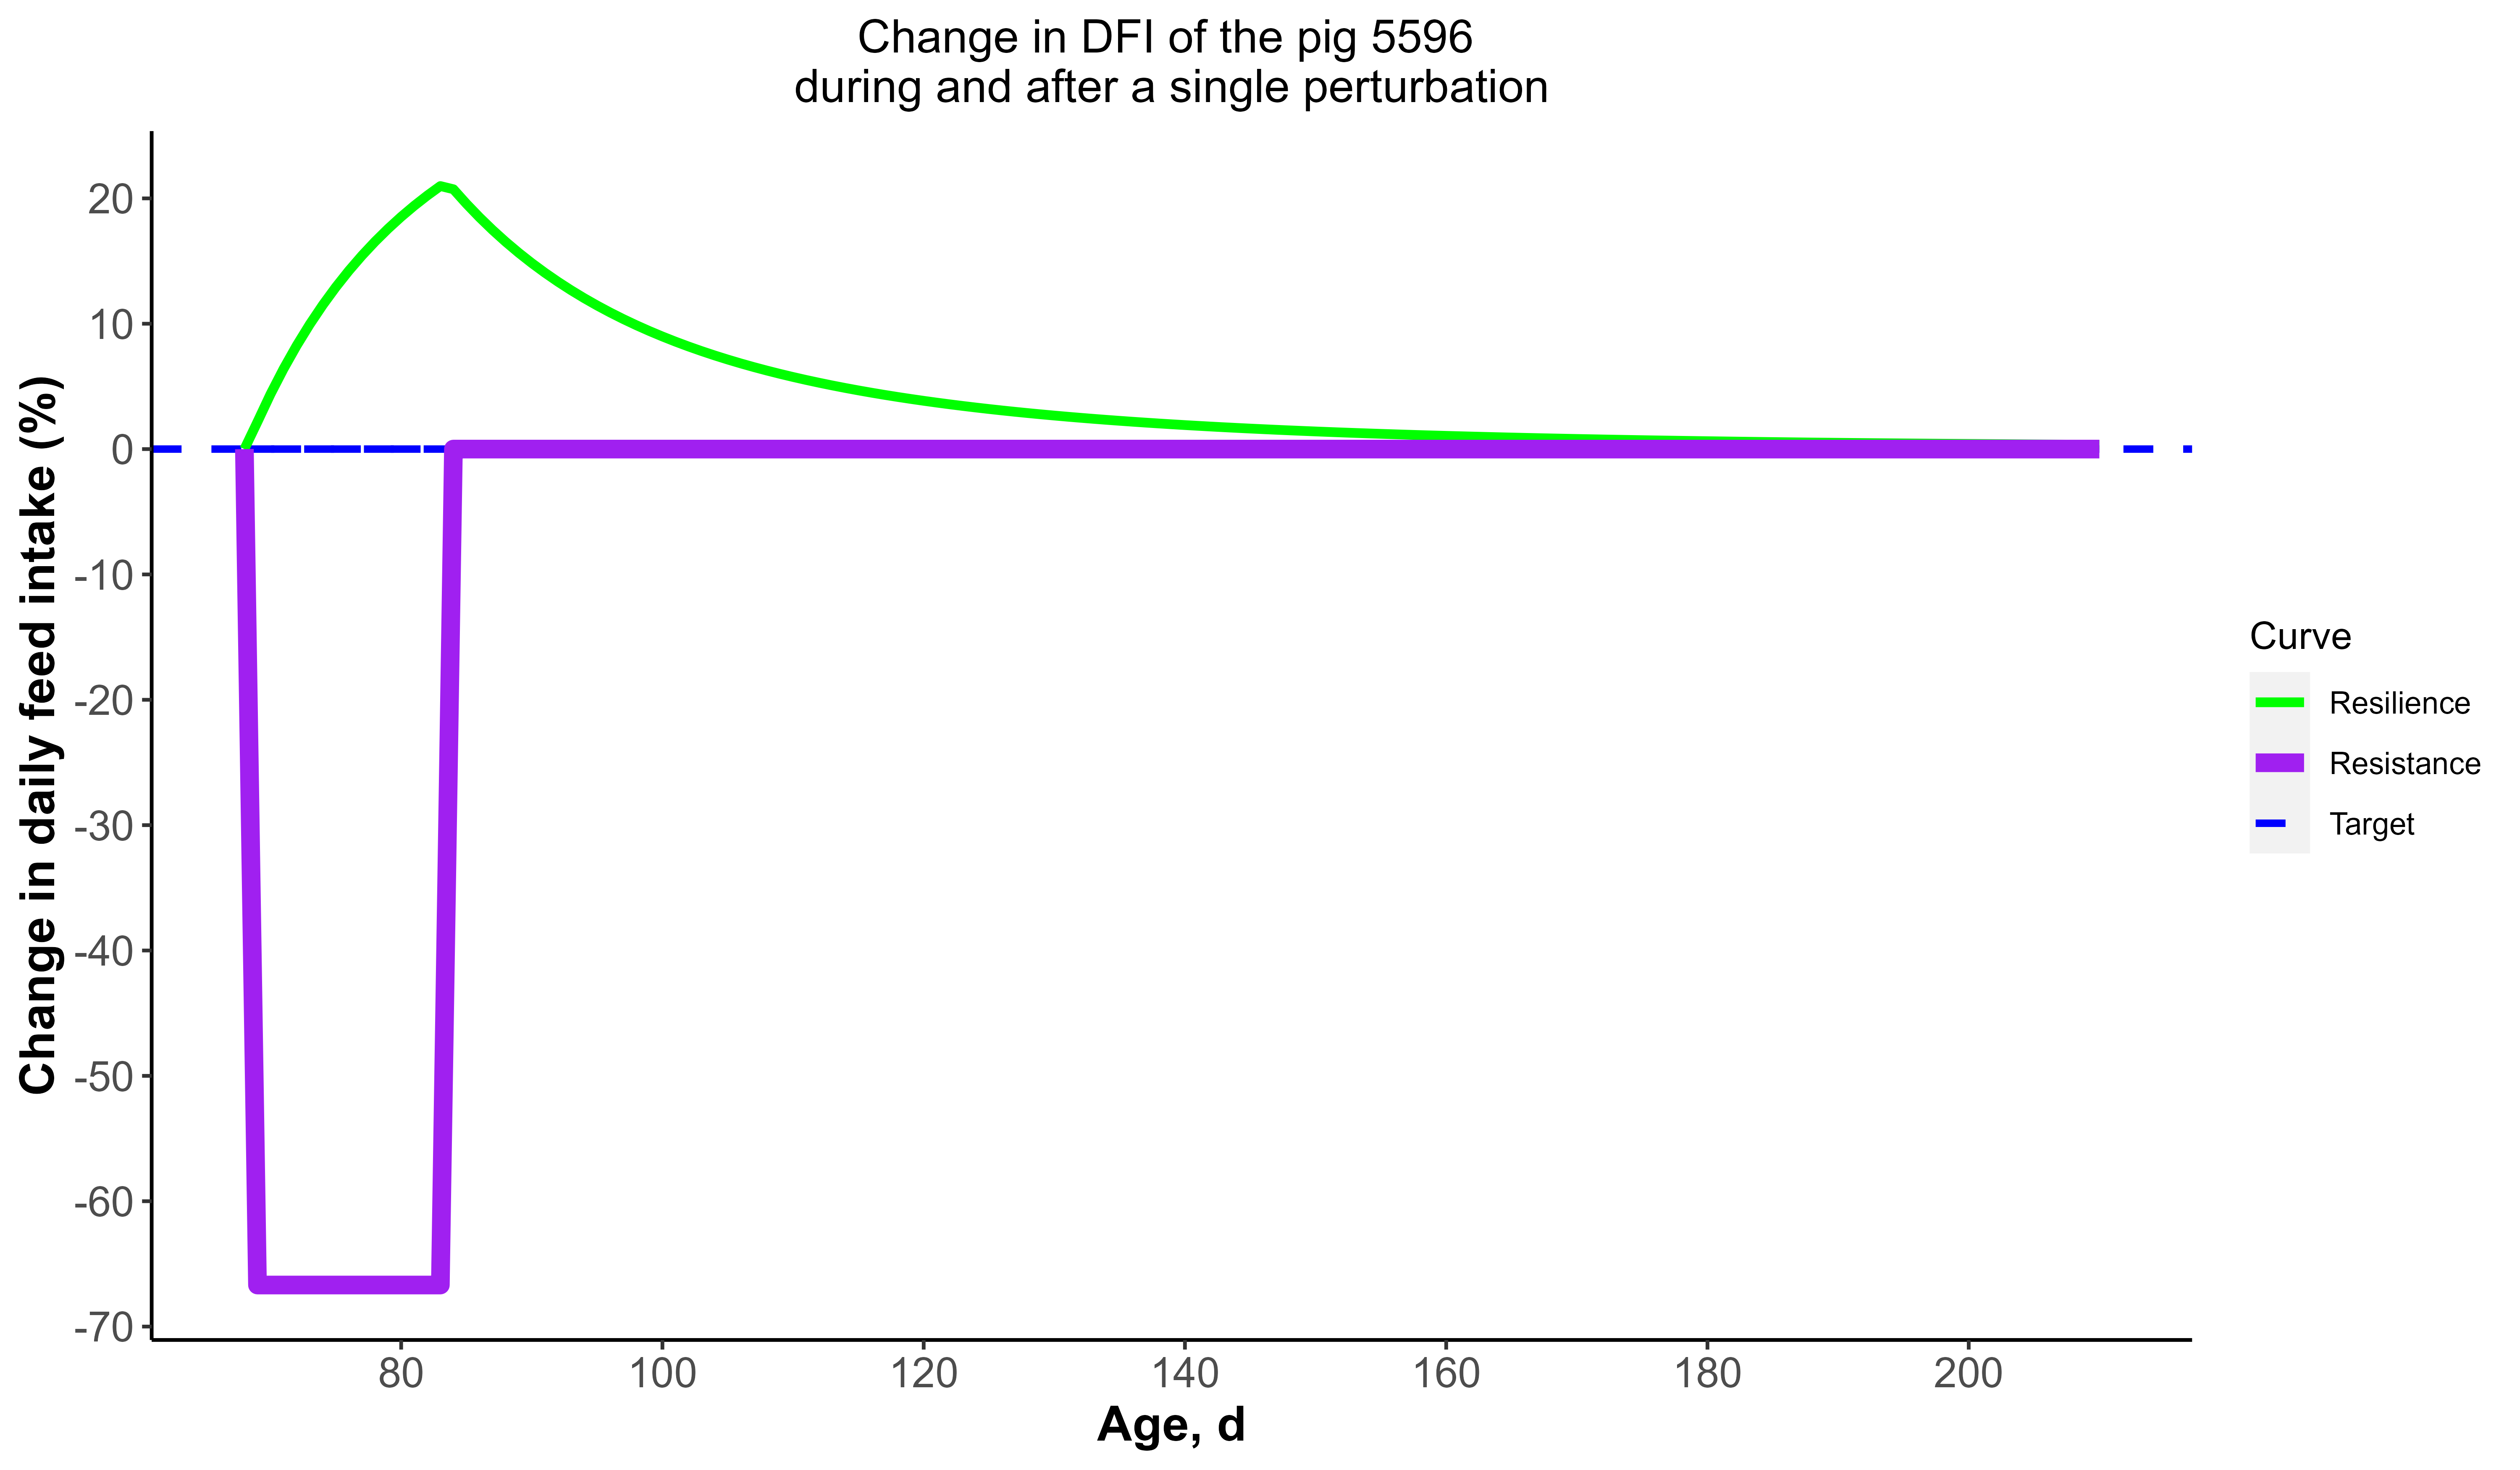 Change in DFI of the pig 5596
during and after a single perturbation
Change in daily feed intake (%)
20
10
0
-10
-20
-30
-40
-50
-60
-70
80
100
120
140
160
180
200
Age, d
Curve
Resilience
Resistance
Target